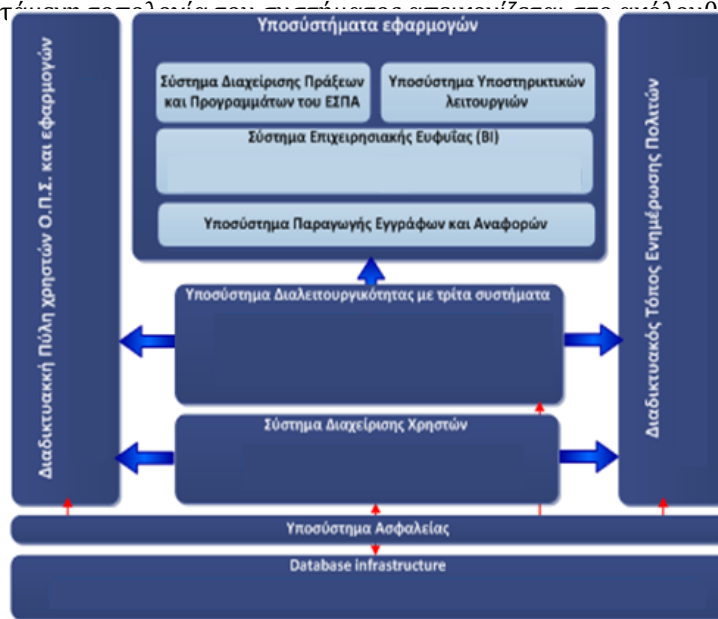 Υποσύστήματα εφαρμογών
Σύστημα Διαχείρισης Πράξεων
και Προγραμμάτων του ΕΣΠΑ
Υποσύστημα Υποστηρικτικών
λειτουργιών
Σύστημα Επιχειρησιακής Ευφυΐας (BI)
Υποσύστημα Παραγωγής Εγγράφων και Αναφορών
Διαδικτυακκή Πύλη χρηστών Ο.Π.Σ. και εφαρμογών
Υποσύστημα Διαλειτουργικότητας με τρίτα συστήματα
Σύστημα Διαχείρισης Χρηστών
Διαδικτυακός Τόπος Ενημέρωσης Πολιτών
Υποσύστημα Ασφαλείας
Database infrastructure